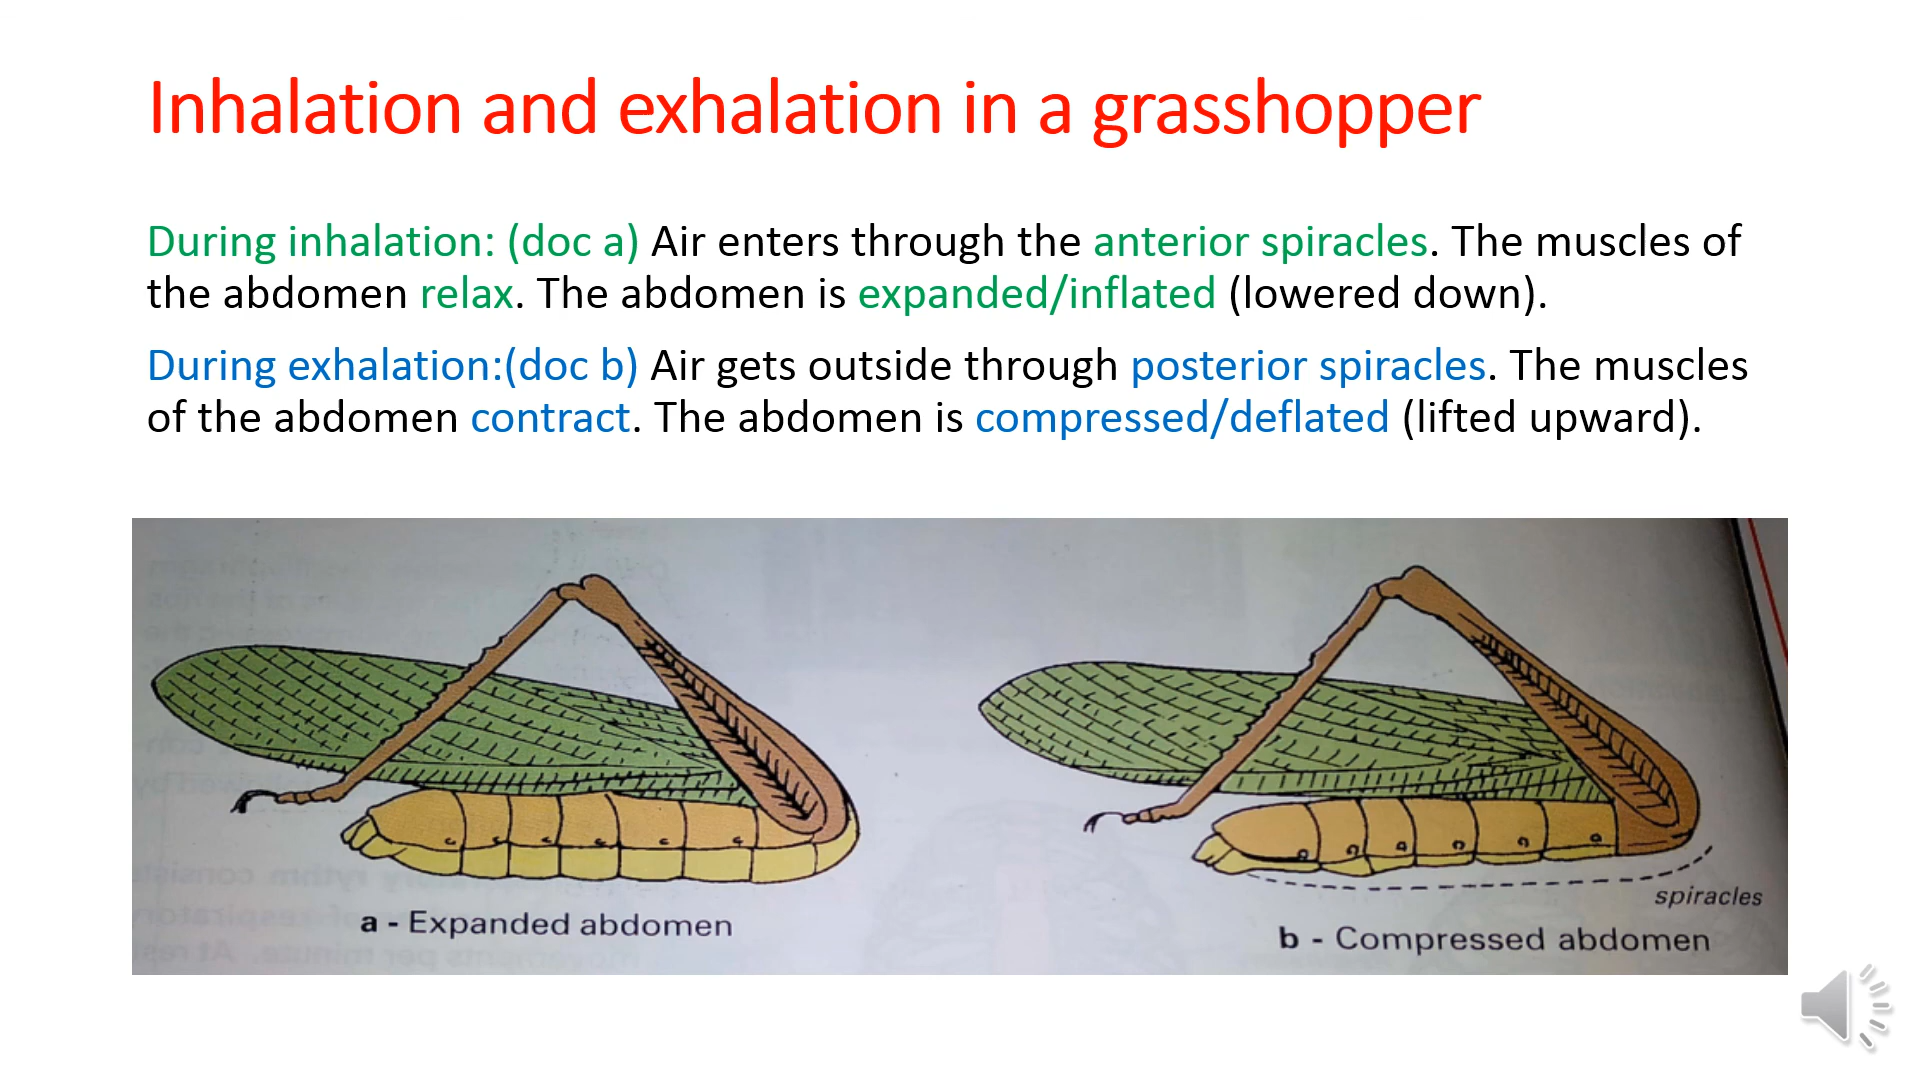 Inhalation and exhalation in a grasshopper
During inhalation: (doc a) Air enters through the anterior spiracles. The muscles of
the abdomen relax. The abdomen is expanded/inflated (lowered down).
During exhalation:(doc b) Air gets outside through posterior spiracles. The muscles
of the abdomen contract. The abdomen is compressed/deflated (lifted upward).
spiracles
a - Expanded abdomen
b - Compressed abdomen